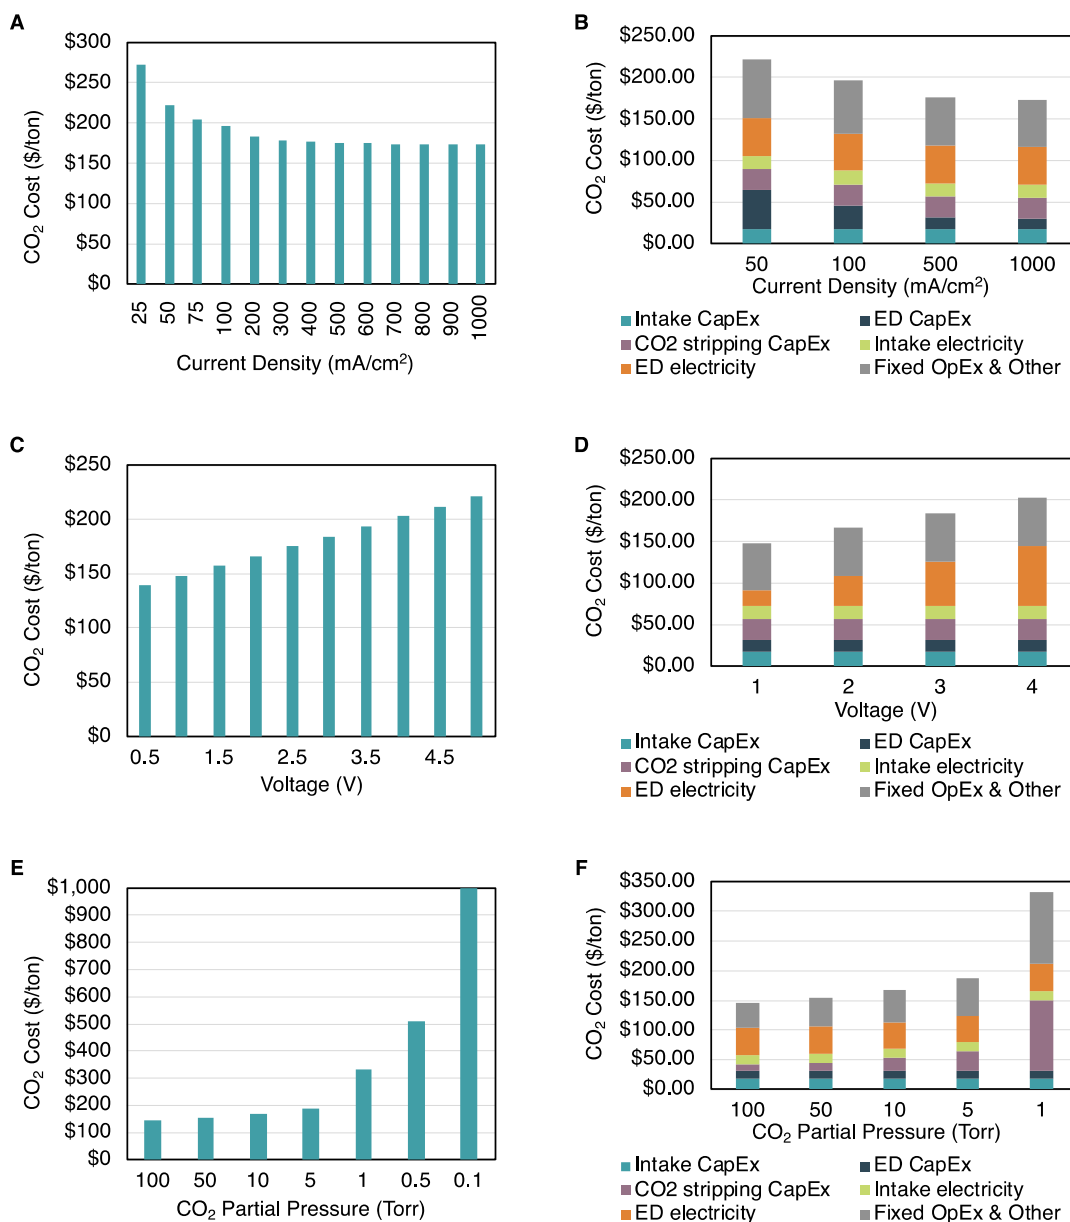 A
$300
$250
$200
$150
$100
$50
$0
CO2 Cost ($/ton)
25
50
75
100
200
300
400
500
600
700
800
900
1000
Current Density (mA/cm²)
B
$250.00
$200.00
$150.00
$100.00
$50.00
$0.00
CO2 Cost ($/ton)
50 100 500 1000
Current Density (mA/cm²)
Intake CapEx
ED CapEx
CO2 stripping CapEx
Intake electricity
ED electricity
Fixed OpEx & Other
C
$250
$200
$150
$100
$50
$0
CO2 Cost ($/ton)
0.5 1.5 2.5 3.5 4.5
Voltage (V)
D
$250.00
$200.00
$150.00
$100.00
$50.00
$0.00
CO2 Cost ($/ton)
1 2 3 4
Voltage (V)
Intake CapEx
ED CapEx
CO2 stripping CapEx
Intake electricity
ED electricity
Fixed OpEx & Other
E
$1,000
$900
$800
$700
$600
$500
$400
$300
$200
$100
$0
CO2 Cost ($/ton)
100 50 10 5 1 0.5 0.1
CO2 Partial Pressure (Torr)
F
$350.00
$300.00
$250.00
$200.00
$150.00
$100.00
$50.00
$0.00
CO2 Cost ($/ton)
100 50 10 5 1
CO2 Partial Pressure (Torr)
Intake CapEx
ED CapEx
CO2 stripping CapEx
Intake electricity
ED electricity
Fixed OpEx & Other